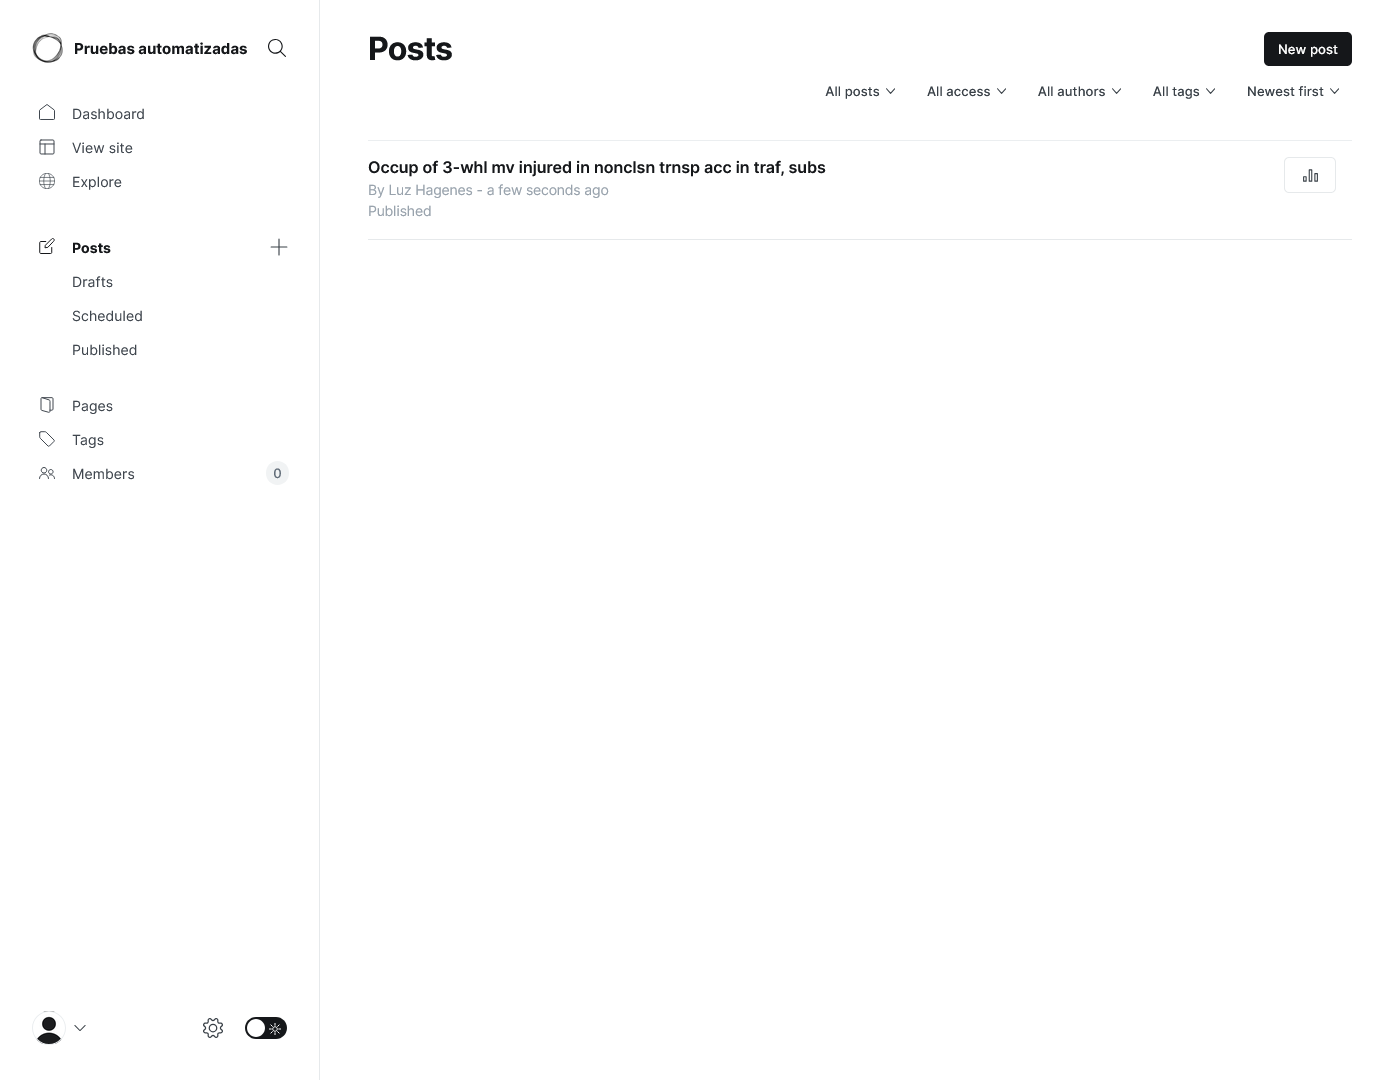 Pruebas automatizadas
Dashboard
View site
Explore
Posts
Drafts
Scheduled
Published
Pages
Tags
Members 0
Posts
New post
All posts All access All authors All tags Newest first
Occup of 3-whl mv injured in nonclsn trnsp acc in traf, subs
By Luz Hagenes - a few seconds ago
Published